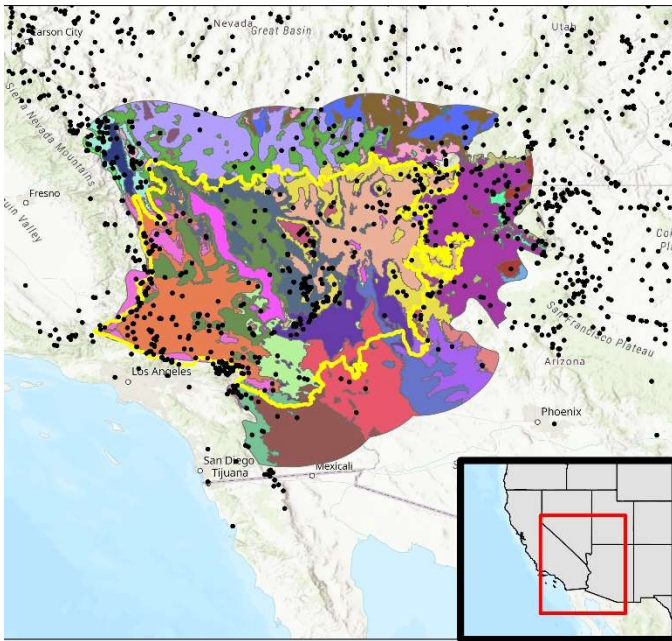 Nevada
Utah
Carson City
Great Basin
Sierra Nevada Mountains
Fresno
quin Valley
San Francisco Plateau
Arizona
Los Angeles
Phoenix
San Diego
Tijuana
Mexicali